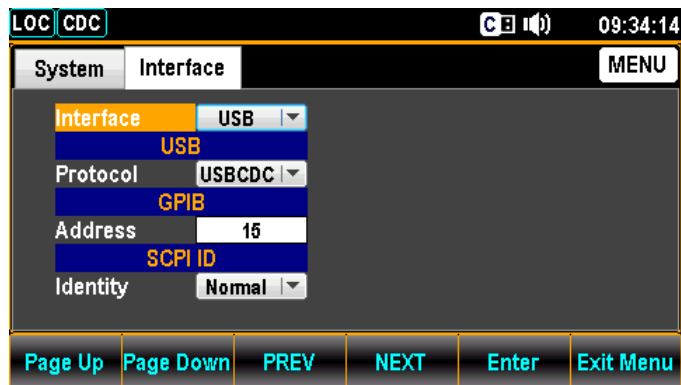 LOC CDC C 09:34:14
System Interface MENU
Interface USB
USB
Protocol USBCDC
GPIB
Address 15
SCPI ID
Identity Normal
Page Up Page Down PREV NEXT Enter Exit Menu